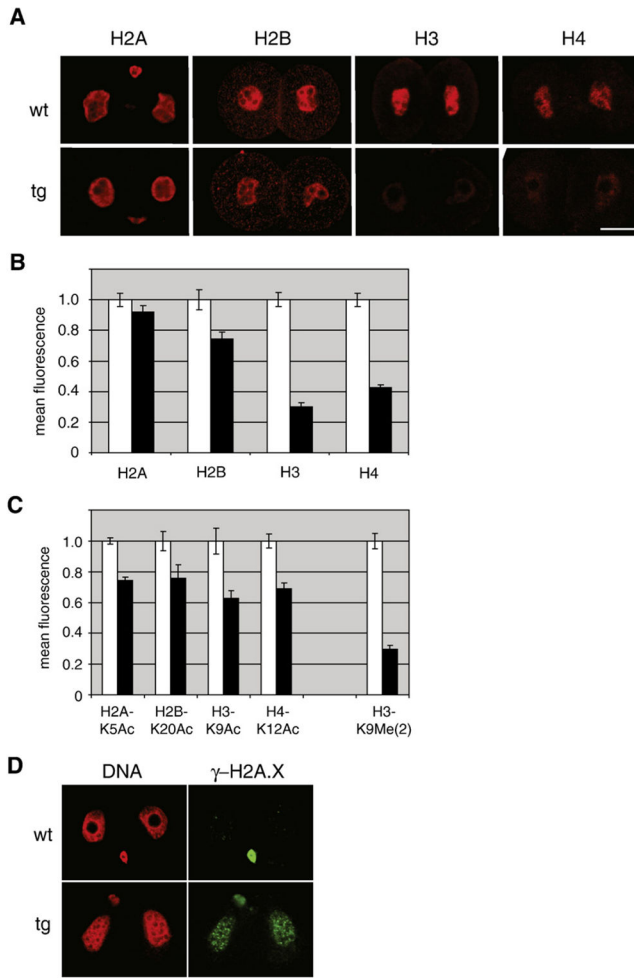 A
H2A H2B H3 H4
wt
tg
B
mean fluorescence
1.0
0.8
0.6
0.4
0.2
0
H2A H2B H3 H4
C
mean fluorescence
1.0
0.8
0.6
0.4
0.2
0
H2A- H2B- H3- H4- H3-
K5Ac K20Ac K9Ac K12Ac K9Me(2)
D
DNA γ–H2A.X
wt
tg